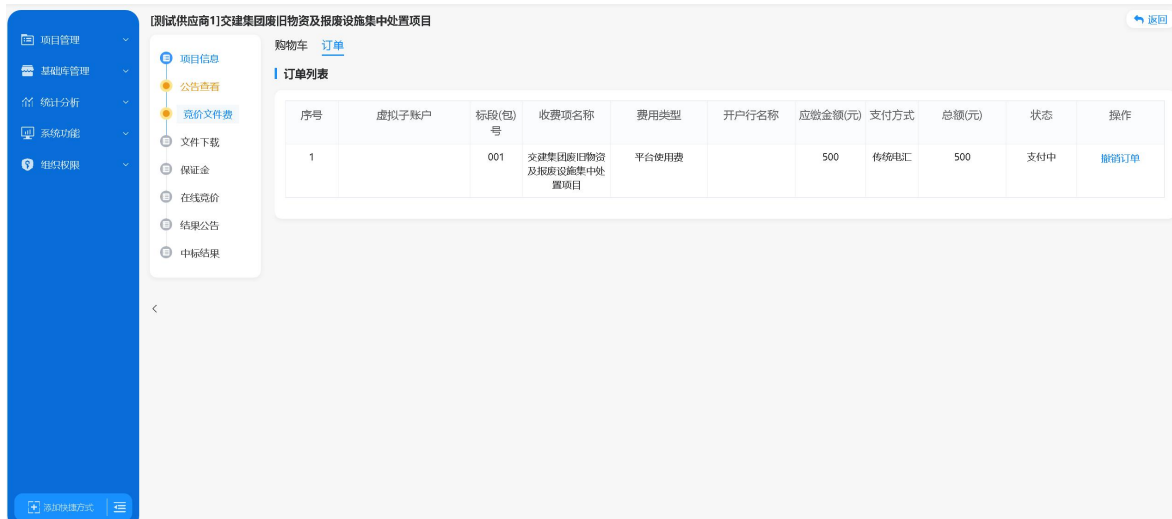 [测试供应商1]交建集团废旧物资及报废设施集中处置项目
返回
项目管理
基础库管理
统计分析
系统功能
组织权限
添加快捷方式
项目信息
公告查看
竞价文件费
文件下载
保证金
在线竞价
结果公告
中标结果
购物车 订单
订单列表
序号 虚拟子账户 标段(包)号 收费项名称 费用类型 开户行名称 应缴金额(元) 支付方式 总额(元) 状态 操作
1 001 交建集团废旧物资及报废设施集中处置项目 平台使用费 500 传统电汇 500 支付中 撤销订单